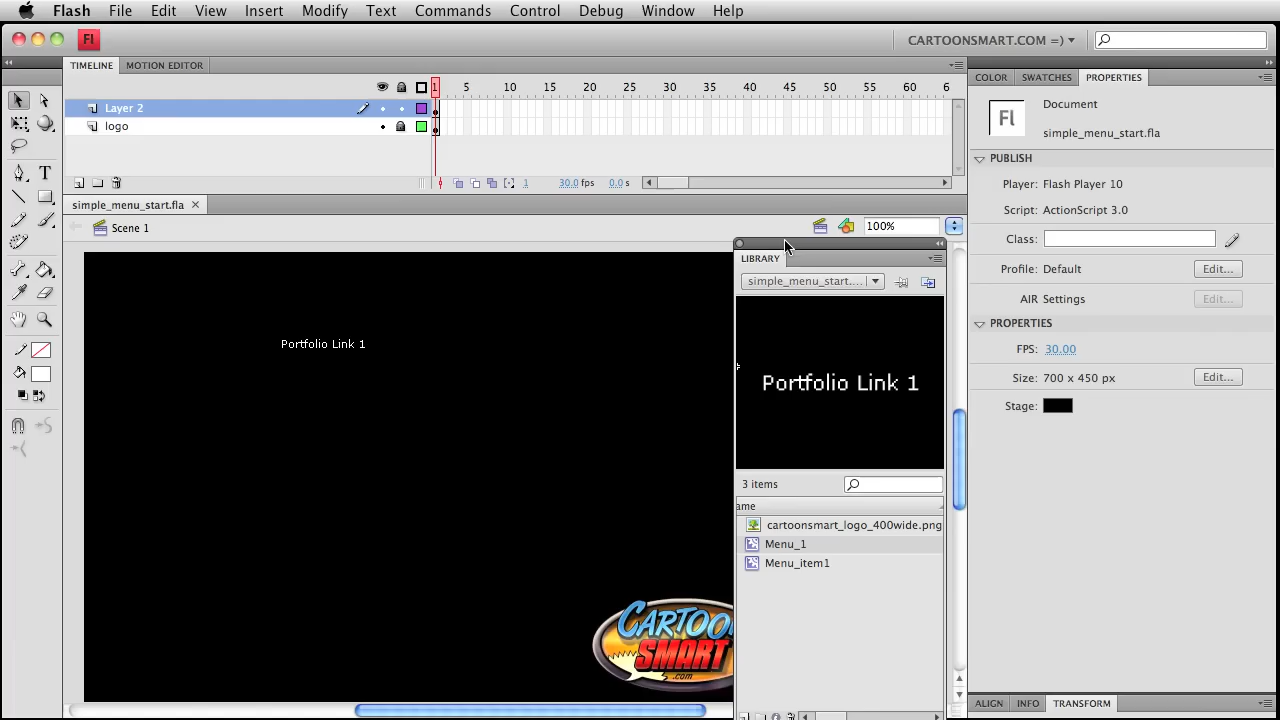 Flash File Edit View Insert Modify Text Commands Control Debug Window Help
Fl CARTOONSMART.COM =)
TIMELINE MOTION EDITOR
1 5 10 15 20 25 30 35 40 45 50 55 60 6
Layer 2
logo
1 30.0 fps 0.0 s
simple_menu_start.fla
Scene 1
100%
Portfolio Link 1
CARTOO
SMART
.com
LIBRARY
simple_menu_start....
Portfolio Link 1
3 items
ame
cartoonsmart_logo_400wide.png
Menu_1
Menu_item1
COLOR SWATCHES PROPERTIES
Fl
Document
simple_menu_start.fla
PUBLISH
Player: Flash Player 10
Script: ActionScript 3.0
Class:
Profile: Default Edit...
AIR Settings Edit...
PROPERTIES
FPS: 30.00
Size: 700 x 450 px Edit...
Stage:
ALIGN INFO TRANSFORM
T